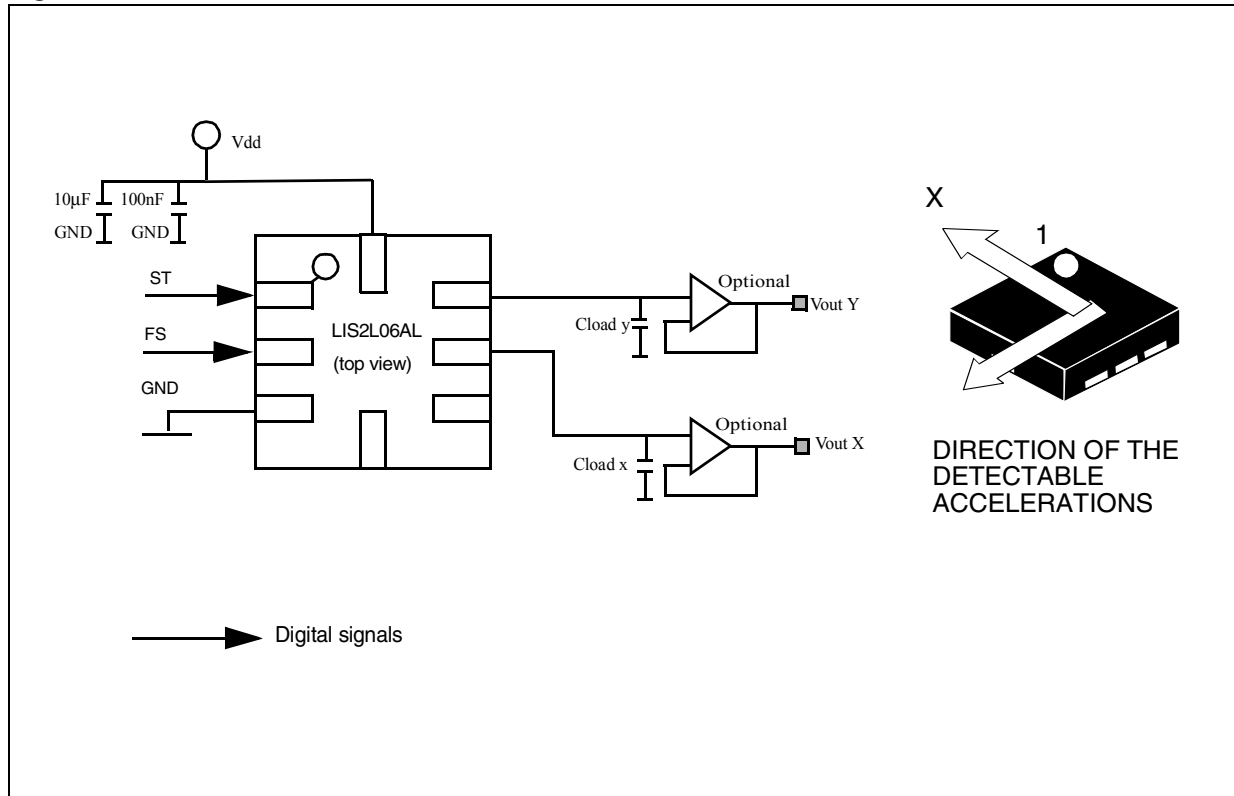 Vdd
10µF 100nF
GND GND
ST
FS
GND
LIS2L06AL
(top view)
Optional
Cload y
Vout Y
Optional
Cload x
Vout X
X
1
DIRECTION OF THE
DETECTABLE
ACCELERATIONS
Digital signals